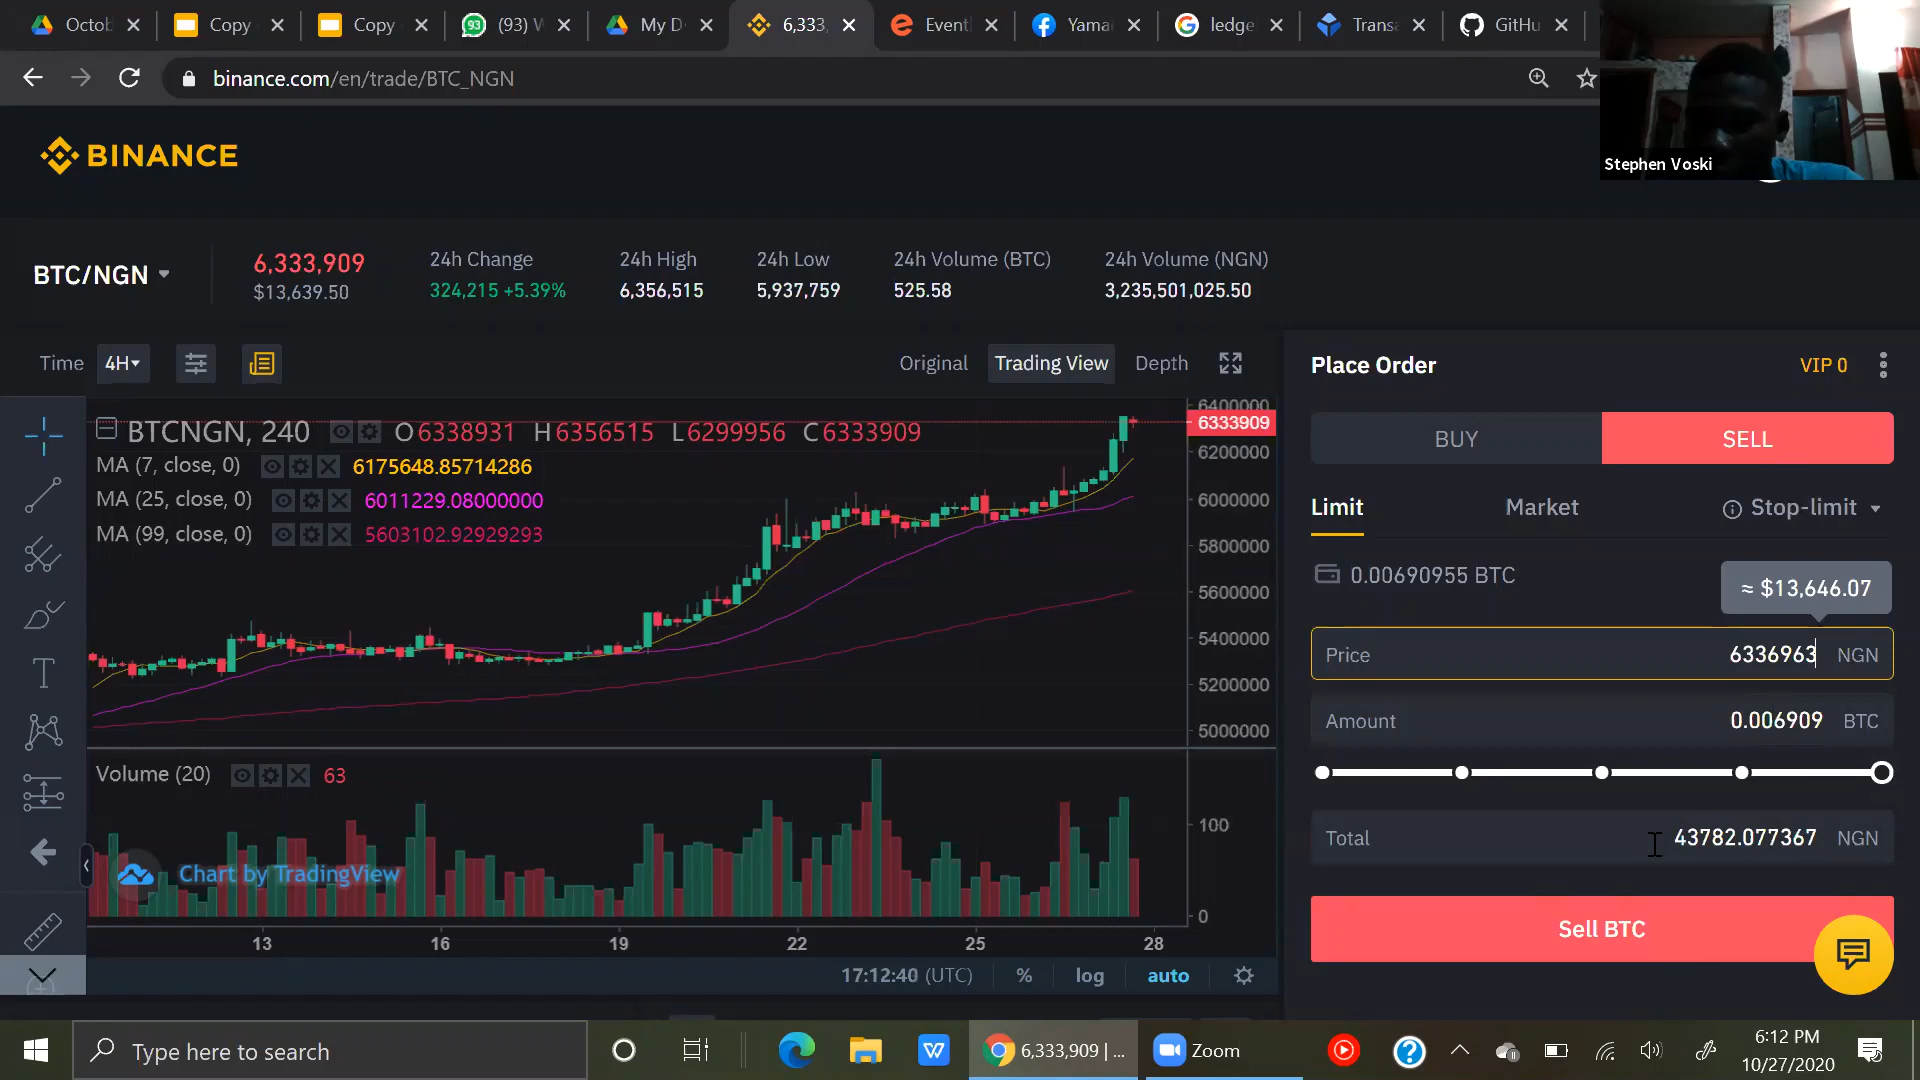 Octob
Copy
Copy
(93) W
My D
6,333,
Event
Yama
ledge
Transa
GitHu
binance.com/en/trade/BTC_NGN
Stephen Voski
BINANCE
BTC/NGN
6,333,909
$13,639.50
24h Change
324,215 +5.39%
24h High
6,356,515
24h Low
5,937,759
24h Volume (BTC)
525.58
24h Volume (NGN)
3,235,501,025.50
Time 4H
Original Trading View Depth
BTCNGN, 240 O6338931 H6356515 L6299956 C6333909
MA (7, close, 0) 6175648.85714286
MA (25, close, 0) 6011229.08000000
MA (99, close, 0) 5603102.92929293
6400000
6333909
6200000
6000000
5800000
5600000
5400000
5200000
5000000
Volume (20) 63
100
0
Chart by TradingView
13 16 19 22 25 28
17:12:40 (UTC) % log auto
Place Order VIP 0
BUY SELL
Limit Market Stop-limit
0.00690955 BTC
≈ $13,646.07
Price 6336963 NGN
Amount 0.006909 BTC
Total 43782.077367 NGN
Sell BTC
Type here to search
6,333,909 | ...
Zoom
6:12 PM
10/27/2020